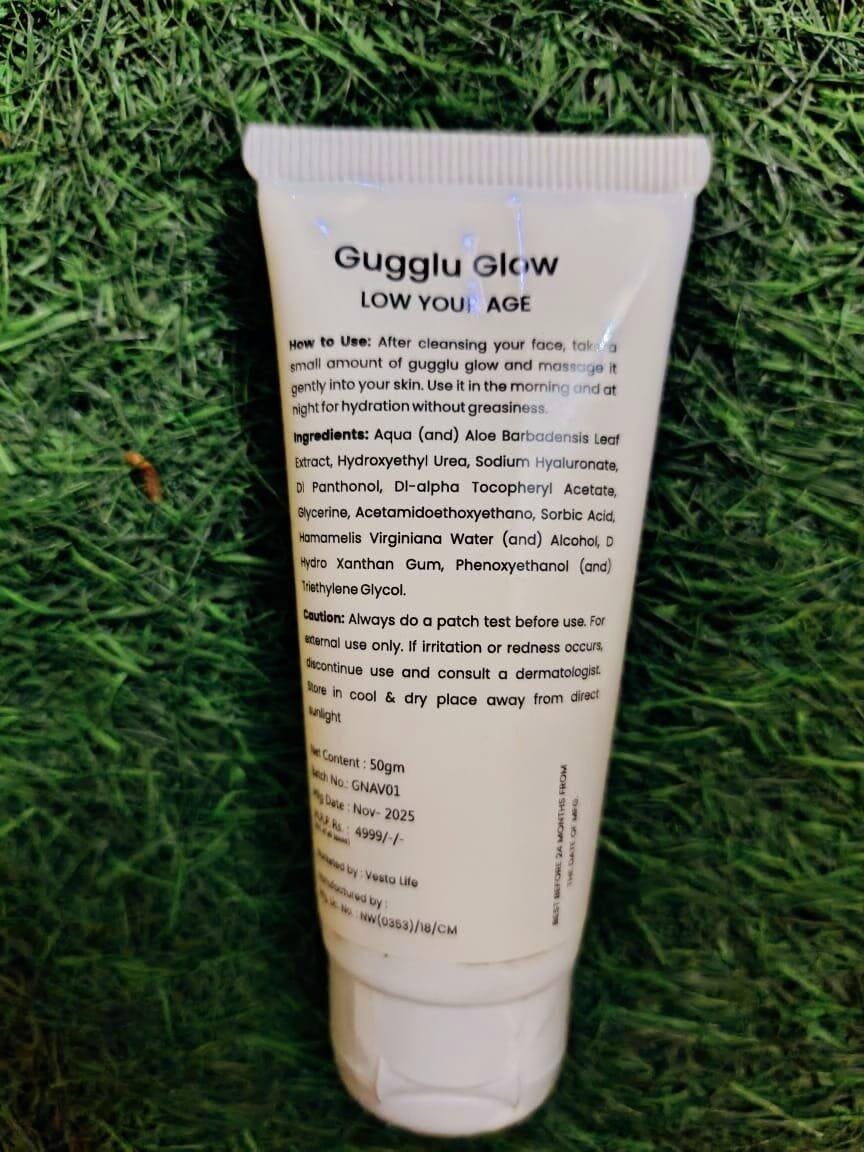 Gugglu Glow
LOW YOUR AGE
How to Use: After cleansing your face, take a
small amount of gugglu glow and massage it
gently into your skin. Use it in the morning and at
night for hydration without greasiness.
Ingredients: Aqua (and) Aloe Barbadensis Leaf
Extract, Hydroxyethyl Urea, Sodium Hyaluronate,
Dl Panthonol, Dl-alpha Tocopheryl Acetate,
Glycerine, Acetamidoethoxyethano, Sorbic Acid,
Hamamelis Virginiana Water (and) Alcohol, D
Hydro Xanthan Gum, Phenoxyethanol (and)
Triethylene Glycol.
Caution: Always do a patch test before use. For
external use only. If irritation or redness occurs,
discontinue use and consult a dermatologist.
Store in cool & dry place away from direct
sunlight
Net Content : 50gm
Batch No.: GNAV01
Mfg Date : Nov- 2025
M.R.P. Rs. : 4999/-/-
Marketed by : Vesta Life
Manufactured by :
Mfg. Lic. No. : NW(0353)/18/CM
BEST BEFORE 24 MONTHS FROM
THE DATE OF MFG.